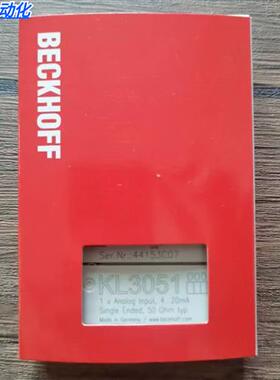 动化
BECKHOFF
Ser.Nr.:44153C07
KL3051
1 x Analog Input, 4...20mA
Single Ended, 50 Ohm typ.
Made in Germany / www.beckhoff.com